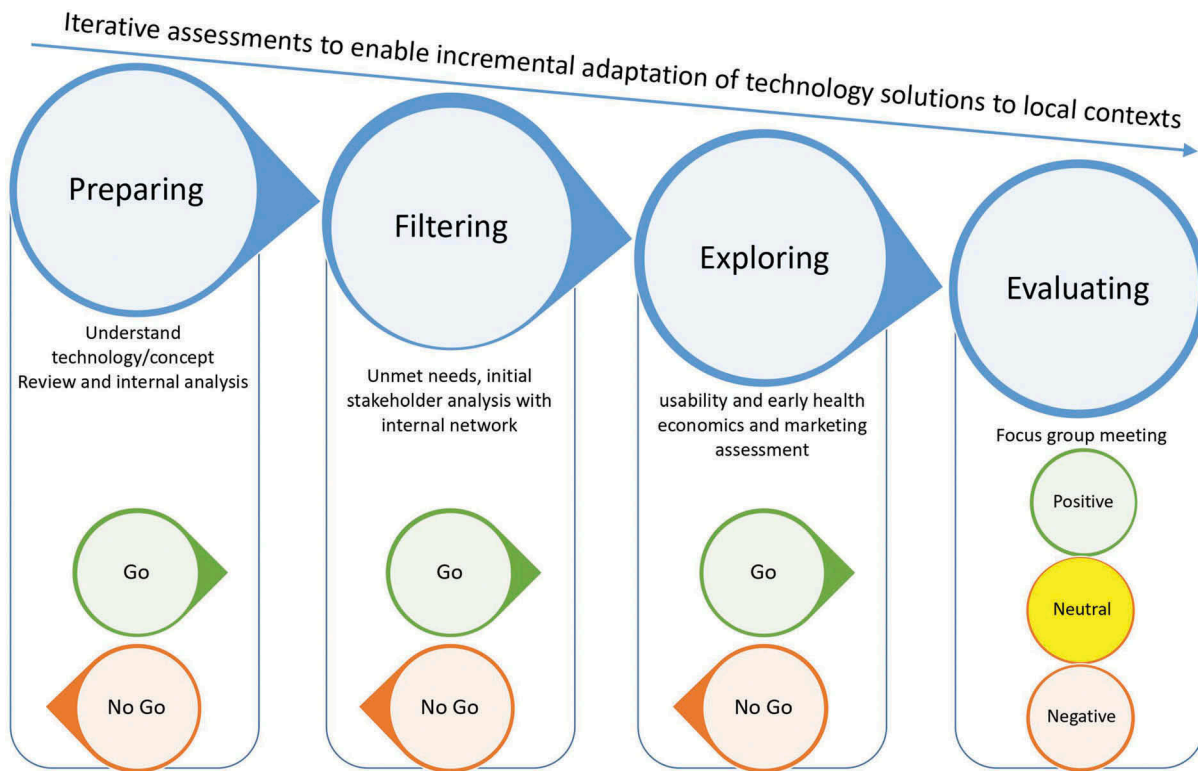 Iterative assessments to enable incremental adaptation of technology solutions to local contexts
Preparing
Understand
technology/concept
Review and internal analysis
Go
No Go
Filtering
Unmet needs, initial
stakeholder analysis with
internal network
Go
No Go
Exploring
usability and early health
economics and marketing
assessment
Go
No Go
Evaluating
Focus group meeting
Positive
Neutral
Negative